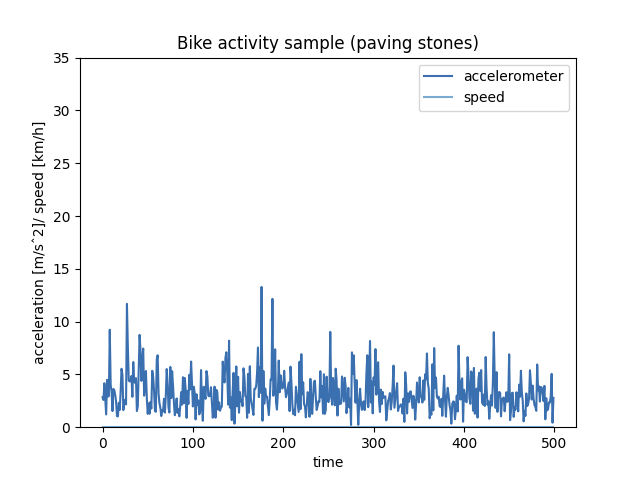 Bike activity sample (paving stones)
accelerometer
speed
35
30
25
20
15
10
5
0
acceleration [m/sˆ2]/ speed [km/h]
0
100
200
300
400
500
time